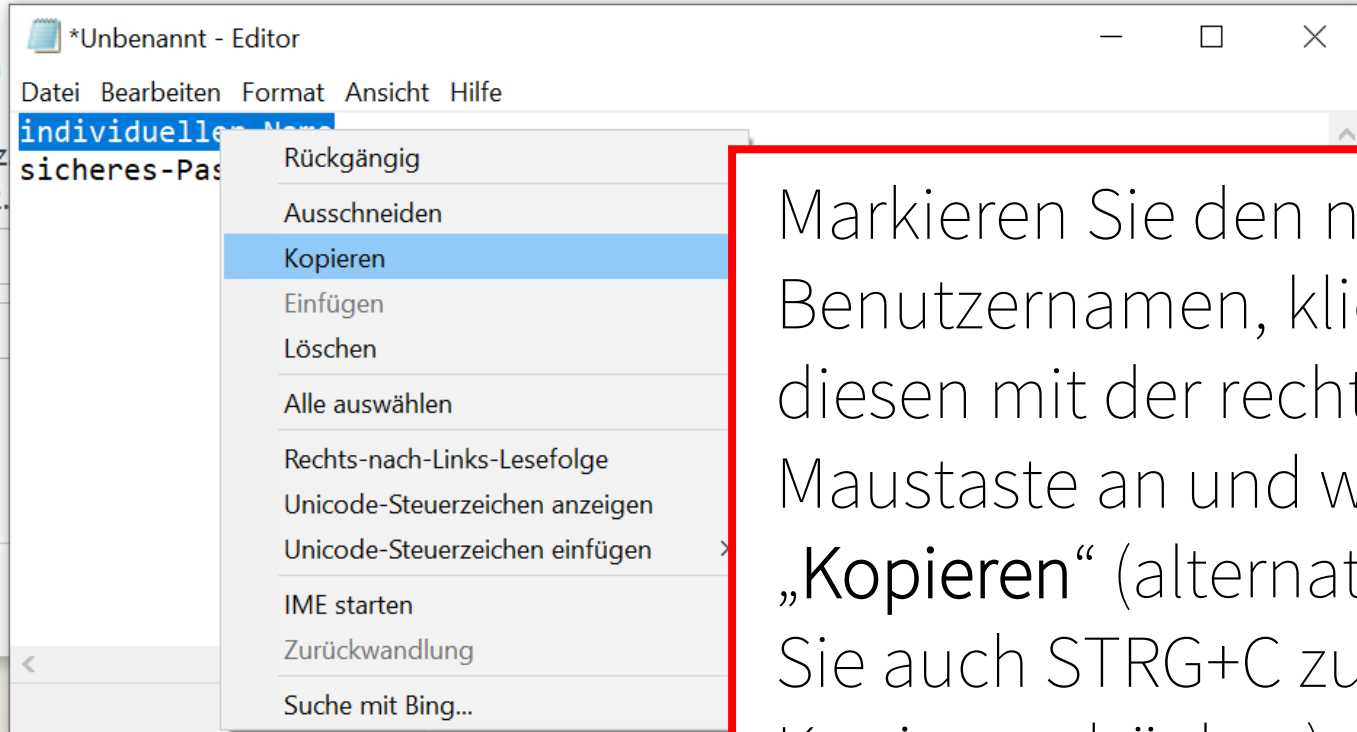 *Unbenannt - Editor
Datei Bearbeiten Format Ansicht Hilfe
individueller-Name
sicheres-Pas
Rückgängig
Ausschneiden
Kopieren
Einfügen
Löschen
Alle auswählen
Rechts-nach-Links-Lesefolge
Unicode-Steuerzeichen anzeigen
Unicode-Steuerzeichen einfügen
IME starten
Zurückwandlung
Suche mit Bing...
Markieren Sie den n
Benutzernamen, kli
diesen mit der recht
Maustaste an und w
„Kopieren“ (alternat
Sie auch STRG+C zu